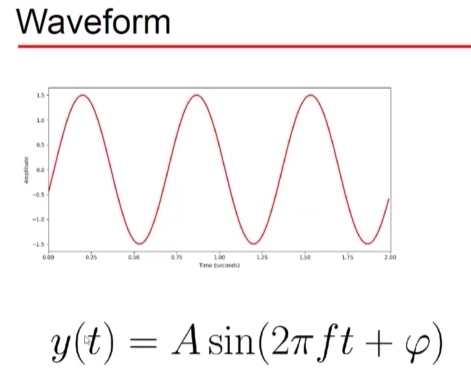 Waveform
1.5
1.0
0.5
0.0
−0.5
−1.0
−1.5
Amplitude
0.00 0.25 0.50 0.75 1.00 1.25 1.50 1.75 2.00
Time (seconds)
y(t) = A sin(2πft + φ)